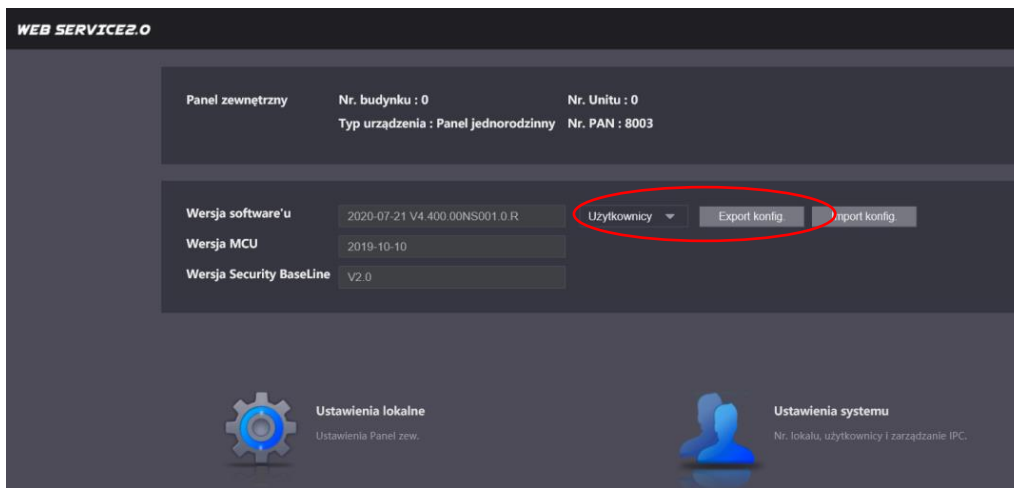 WEB SERVICE2.0
Panel zewnętrzny Nr. budynku : 0 Nr. Unitu : 0
Typ urządzenia : Panel jednorodzinny Nr. PAN : 8003
Wersja software'u 2020-07-21 V4.400.00NS001.0.R Użytkownicy Export konfig. Import konfig.
Wersja MCU 2019-10-10
Wersja Security BaseLine V2.0
Ustawienia lokalne Ustawienia systemu
Ustawienia Panel zew. Nr. lokalu, użytkownicy i zarządzanie IPC.